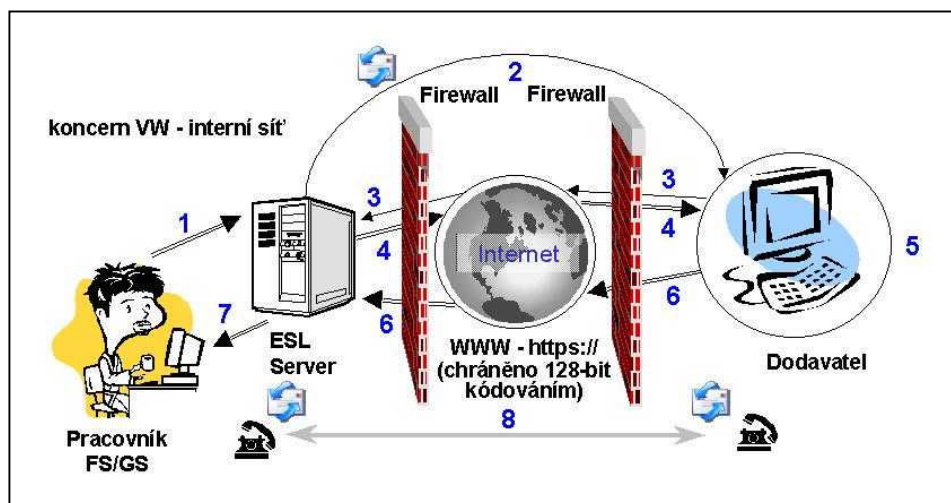 2
Firewall
Firewall
koncern VW - interní síť
1
3
3
4
4
Internet
5
7
6
6
ESL
Server
WWW - https://
(chráněno 128-bit
kódováním)
Dodavatel
8
Pracovník
FS/GS